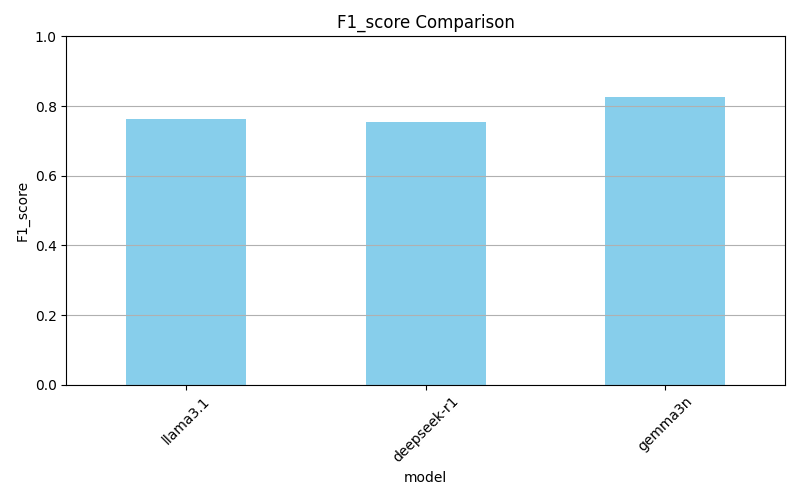 F1_score Comparison
1.0
0.8
0.6
0.4
0.2
0.0
F1_score
llama3.1
deepseek-r1
gemma3n
model